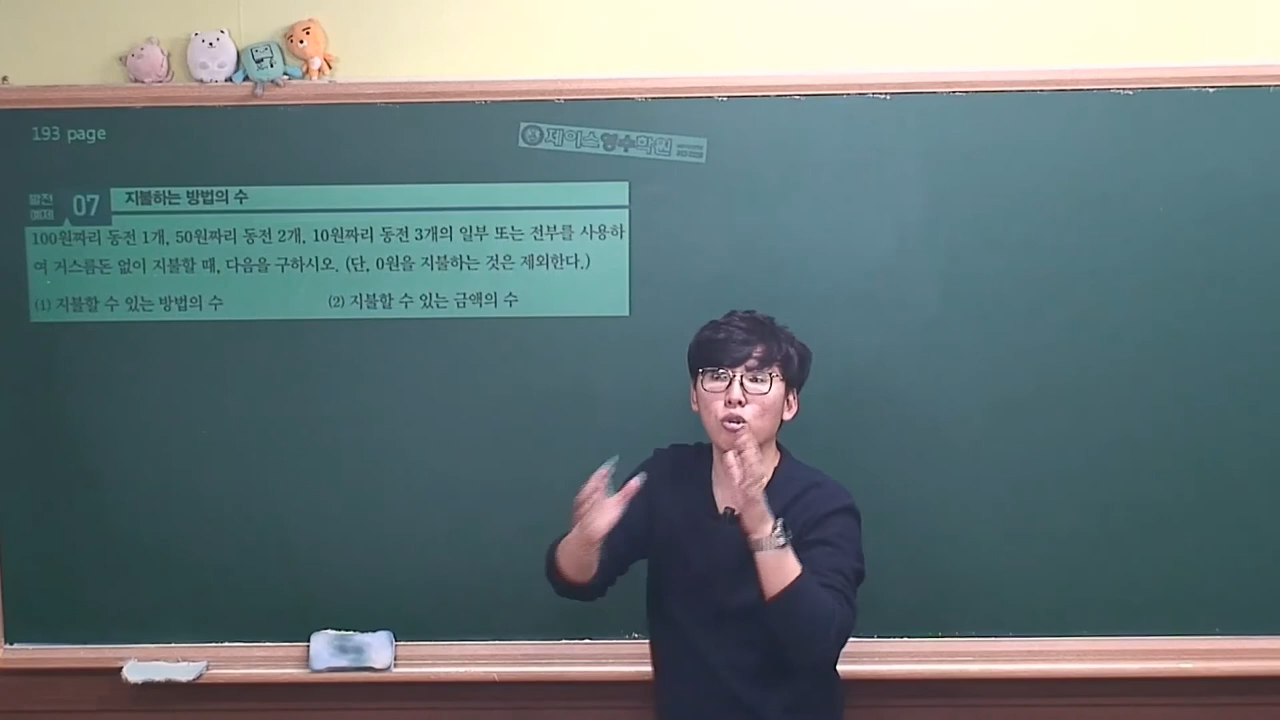 193 page
제이스영수학원
발전
예제 07 지불하는 방법의 수
100원짜리 동전 1개, 50원짜리 동전 2개, 10원짜리 동전 3개의 일부 또는 전부를 사용하
여 거스름돈 없이 지불할 때, 다음을 구하시오. (단, 0원을 지불하는 것은 제외한다.)
(1) 지불할 수 있는 방법의 수 (2) 지불할 수 있는 금액의 수